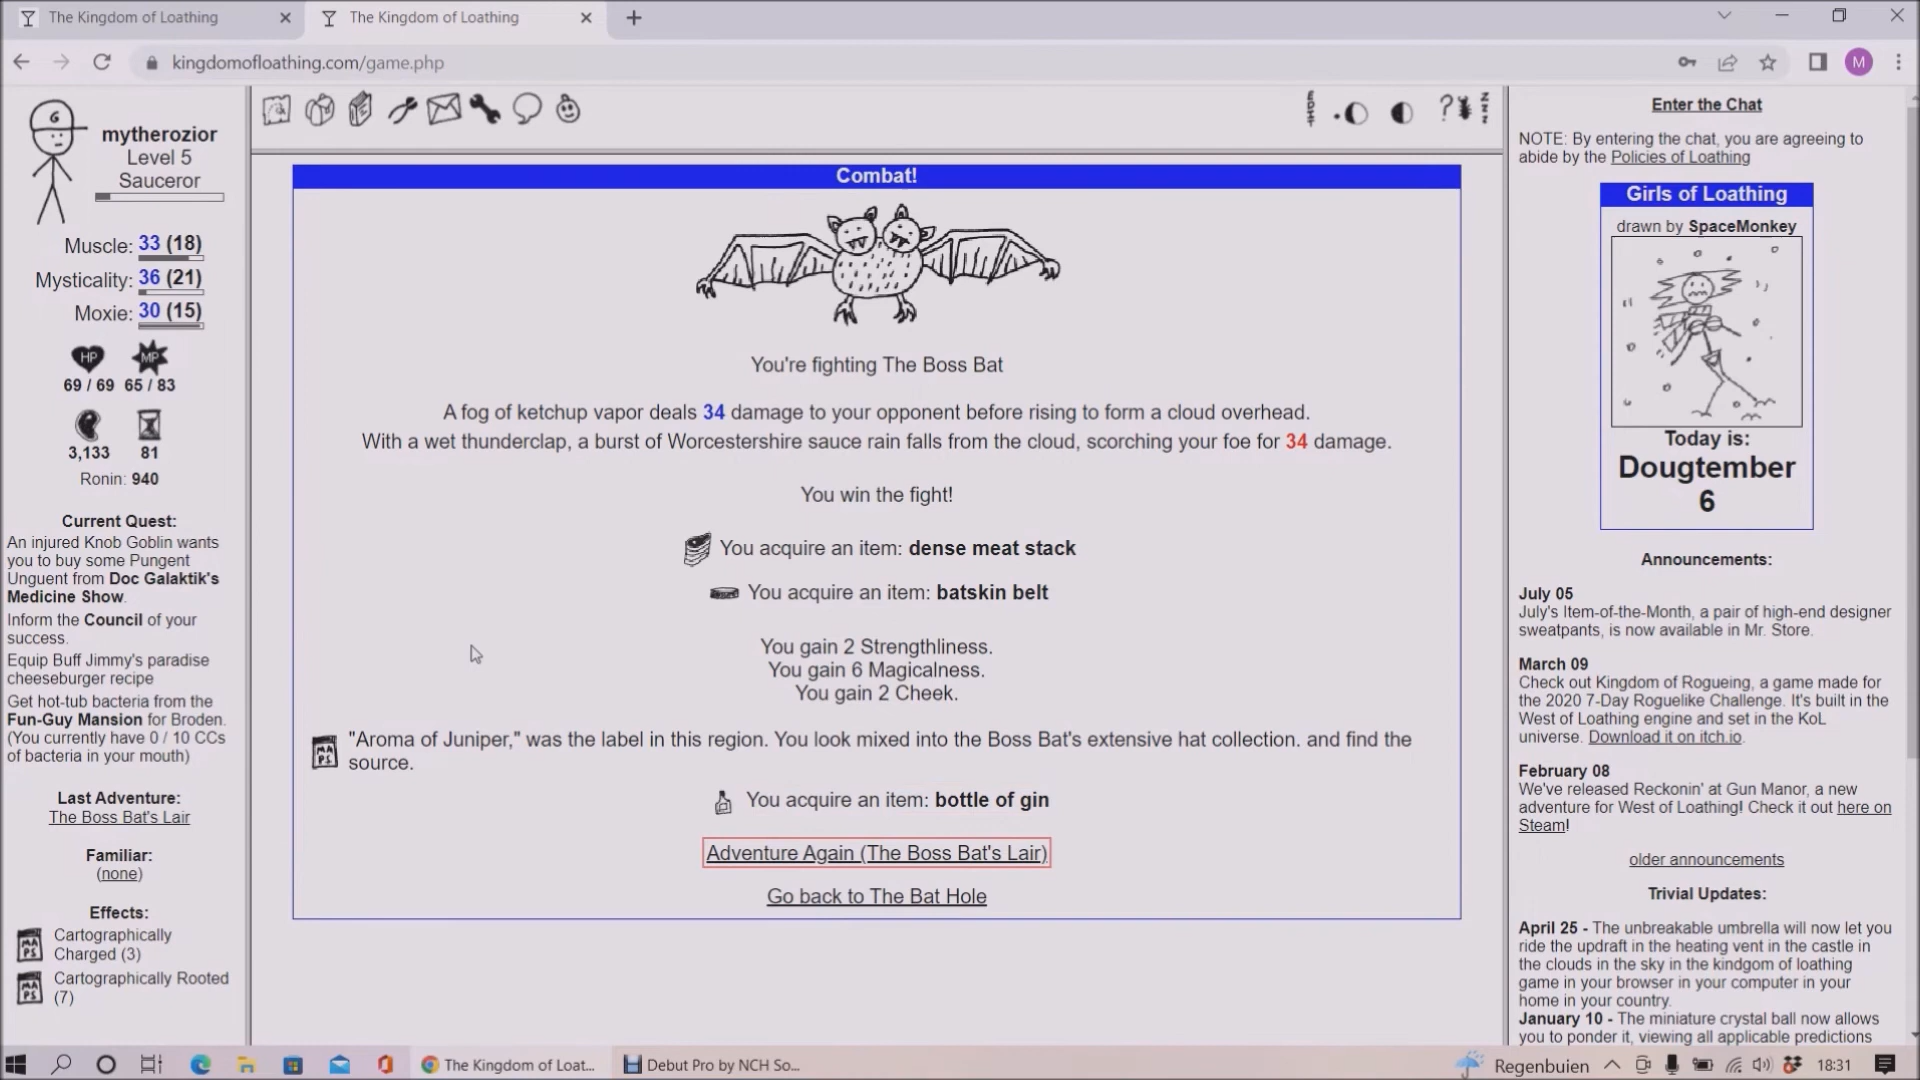 The Kingdom of Loathing
The Kingdom of Loathing
kingdomofloathing.com/game.php
M
mytherozior
Level 5
Sauceror
Muscle: 33 (18)
Mysticality: 36 (21)
Moxie: 30 (15)
HP MP
69 / 69 65 / 83
3,133 81
Ronin: 940
Current Quest:
An injured Knob Goblin wants
you to buy some Pungent
Unguent from Doc Galaktik's
Medicine Show.
Inform the Council of your
success.
Equip Buff Jimmy's paradise
cheeseburger recipe
Get hot-tub bacteria from the
Fun-Guy Mansion for Broden.
(You currently have 0 / 10 CCs
of bacteria in your mouth)
Last Adventure:
The Boss Bat's Lair
Familiar:
(none)
Effects:
MAPS Cartographically
Charged (3)
MAPS Cartographically Rooted
(7)
Combat!
You're fighting The Boss Bat
A fog of ketchup vapor deals 34 damage to your opponent before rising to form a cloud overhead.
With a wet thunderclap, a burst of Worcestershire sauce rain falls from the cloud, scorching your foe for 34 damage.
You win the fight!
You acquire an item: dense meat stack
You acquire an item: batskin belt
You gain 2 Strengthliness.
You gain 6 Magicalness.
You gain 2 Cheek.
MAPS "Aroma of Juniper," was the label in this region. You look mixed into the Boss Bat's extensive hat collection. and find the
source.
You acquire an item: bottle of gin
Adventure Again (The Boss Bat's Lair)
Go back to The Bat Hole
Enter the Chat
NOTE: By entering the chat, you are agreeing to
abide by the Policies of Loathing
Girls of Loathing
drawn by SpaceMonkey
Today is:
Dougtember
6
Announcements:
July 05
July's Item-of-the-Month, a pair of high-end designer
sweatpants, is now available in Mr. Store.
March 09
Check out Kingdom of Rogueing, a game made for
the 2020 7-Day Roguelike Challenge. It's built in the
West of Loathing engine and set in the KoL
universe. Download it on itch.io.
February 08
We've released Reckonin' at Gun Manor, a new
adventure for West of Loathing! Check it out here on
Steam!
older announcements
Trivial Updates:
April 25 - The unbreakable umbrella will now let you
ride the updraft in the heating vent in the castle in
the clouds in the sky in the kindgom of loathing
game in your browser in your computer in your
home in your country.
January 10 - The miniature crystal ball now allows
you to ponder it, viewing all applicable predictions
The Kingdom of Loat...
Debut Pro by NCH So...
Regenbuien
18:31